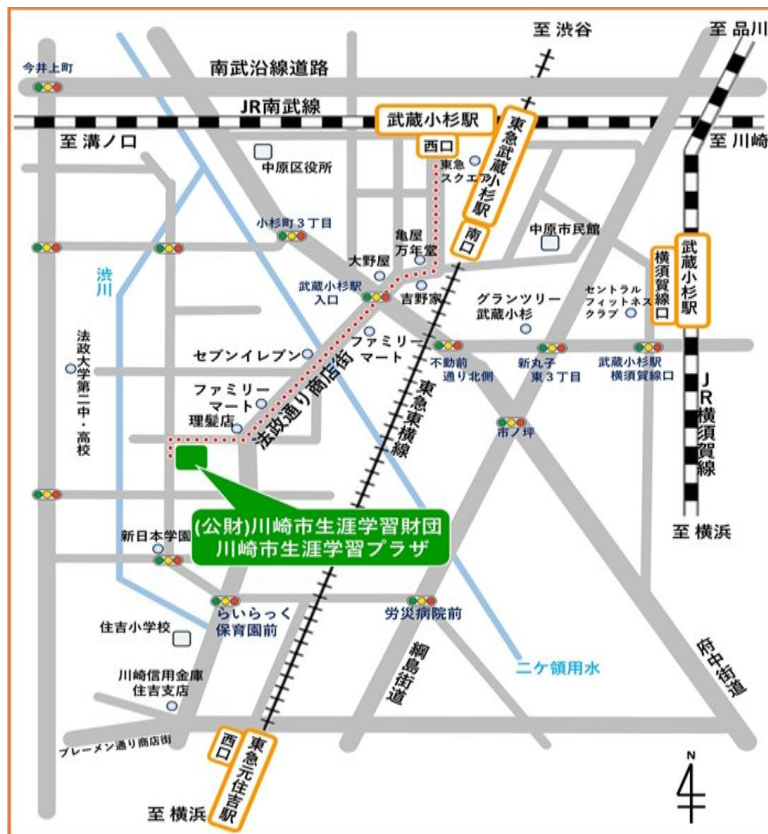 至 渋谷
至 品川
今井上町
南武沿線道路
JR南武線
武蔵小杉駅
西口
東急武蔵小杉駅
南口
至 溝ノ口
至 川崎
中原区役所
東急
スクエア
小杉町3丁目
亀屋
万年堂
中原市民館
大野屋
武蔵小杉駅
入口
吉野家
渋川
グランツリー
武蔵小杉
セントラル
フィットネス
クラブ
横須賀線口
武蔵小杉駅
セブンイレブン
ファミリー
マート
不動前
通り北側
新丸子
東3丁目
武蔵小杉駅
横須賀線口
法政大学第二中・高校
ファミリー
マート
理髪店
法政通り商店街
東急東横線
JR横須賀線
市ノ坪
(公財)川崎市生涯学習財団
川崎市生涯学習プラザ
至 横浜
新日本学園
らいらっく
保育園前
労災病院前
住吉小学校
二ケ領用水
綱島街道
府中街道
川崎信用金庫
住吉支店
ブレーメン通り商店街
西口
東急元住吉駅
至 横浜
N